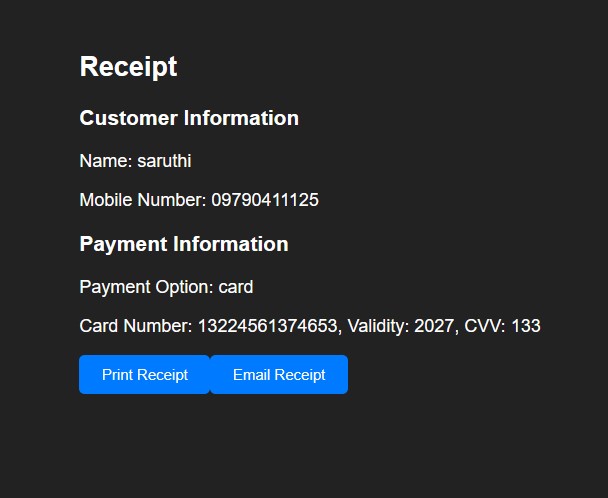 Receipt
Customer Information
Name: saruthi
Mobile Number: 09790411125
Payment Information
Payment Option: card
Card Number: 13224561374653, Validity: 2027, CVV: 133
Print Receipt Email Receipt